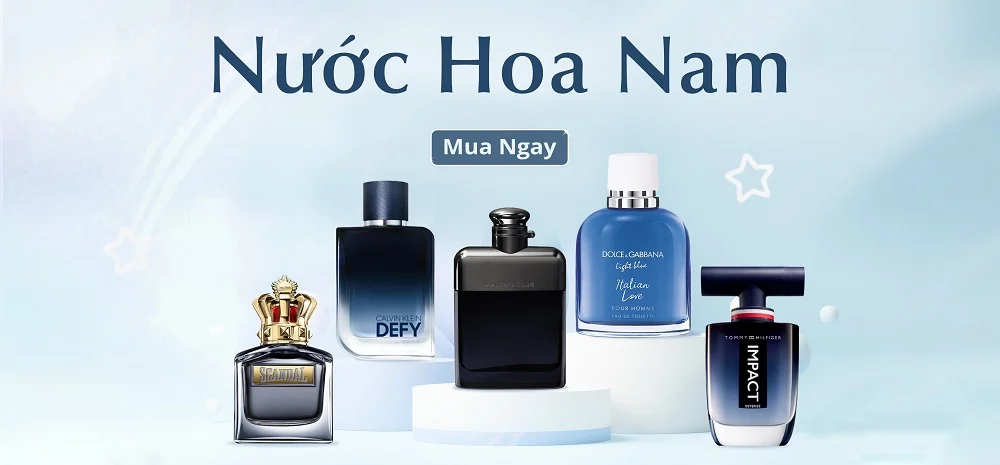 Nước Hoa Nam
Mua Ngay
SCANDAL
CALVIN KLEIN
DEFY
DOLCE & GABBANA
light blue
Italian
Love
POUR HOMME
EAU DE TOILETTE
TOMMY HILFIGER
IMPACT
INTENSE